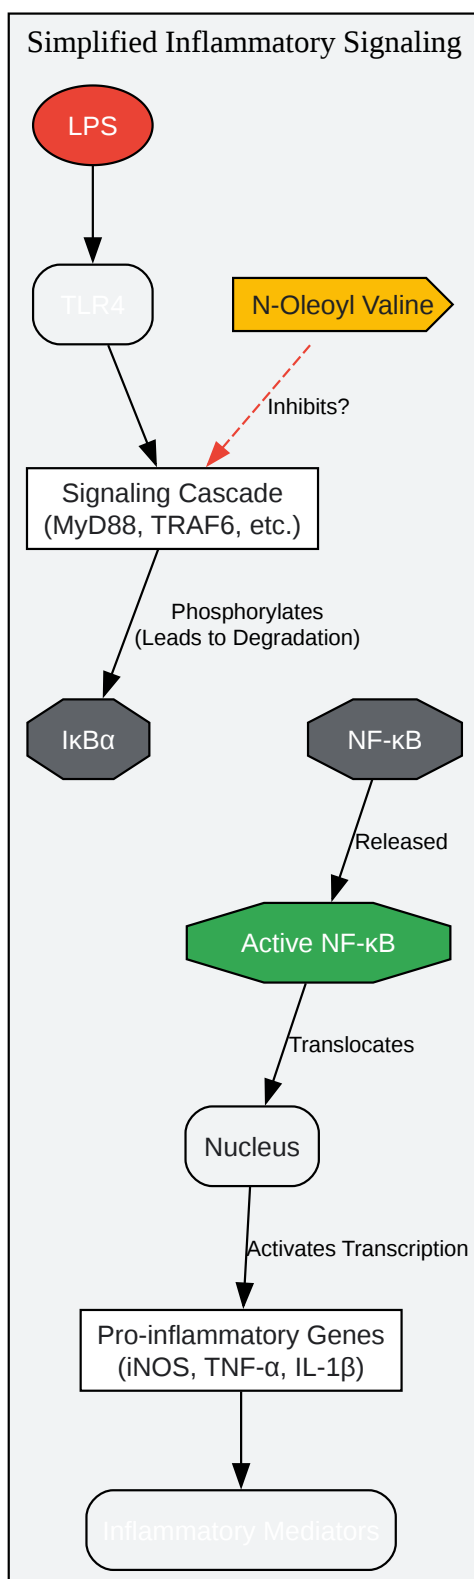 Simplified Inflammatory Signaling
LPS
TLR4
N-Oleoyl Valine
Inhibits?
Signaling Cascade
(MyD88, TRAF6, etc.)
Phosphorylates
(Leads to Degradation)
IκBα
NF-κB
Released
Active NF-κB
Translocates
Nucleus
Activates Transcription
Pro-inflammatory Genes
(iNOS, TNF-α, IL-1β)
Inflammatory Mediators